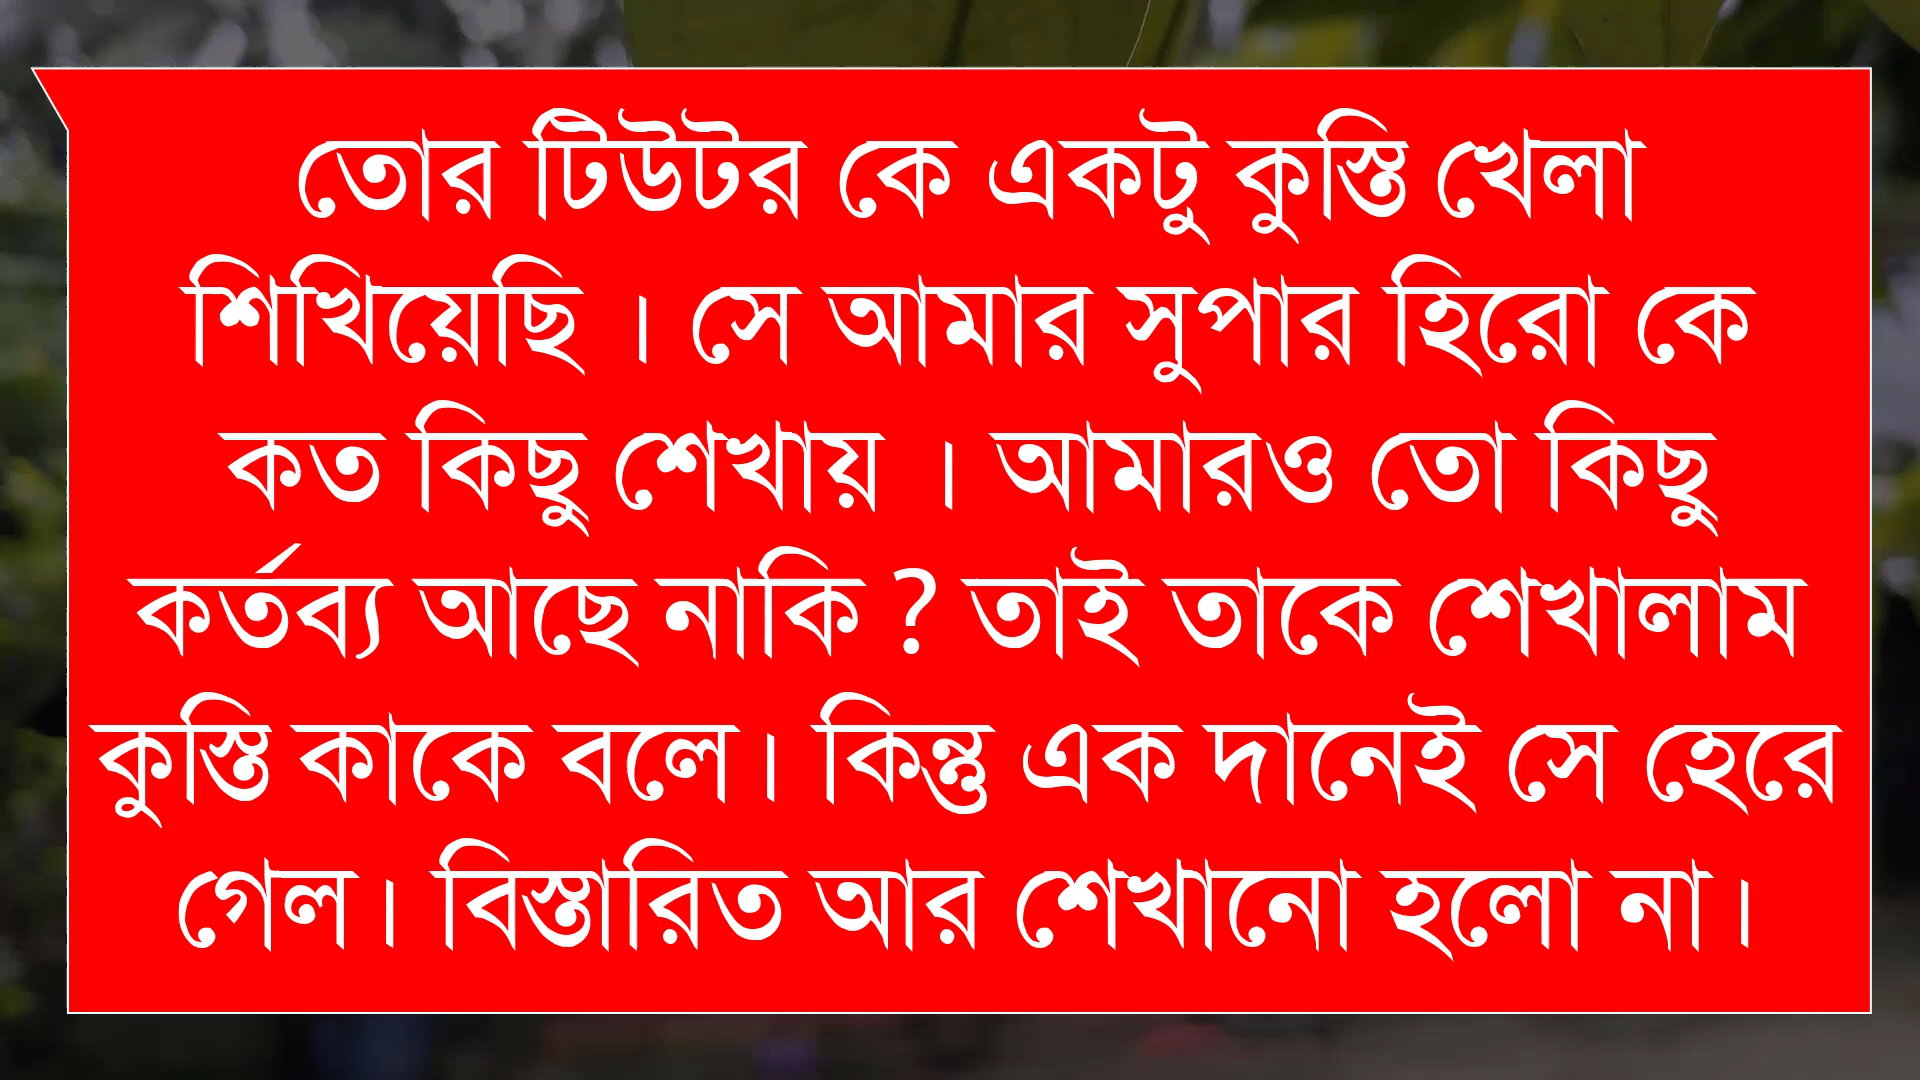 তোর টিউটর কে একটু কুস্তি খেলা
শিখিয়েছি । সে আমার সুপার হিরো কে
কত কিছু শেখায় । আমারও তো কিছু
কর্তব্য আছে নাকি ? তাই তাকে শেখালাম
কুস্তি কাকে বলে। কিন্তু এক দানেই সে হেরে
গেল। বিস্তারিত আর শেখানো হলো না।